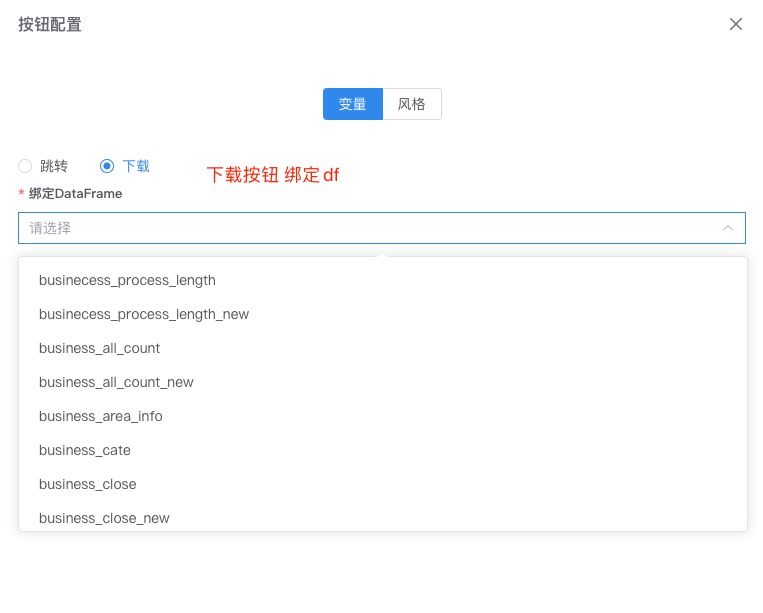 按钮配置
变量 风格
跳转 下载
下载按钮 绑定df
* 绑定DataFrame
请选择
businecess_process_length
businecess_process_length_new
business_all_count
business_all_count_new
business_area_info
business_cate
business_close
business_close_new